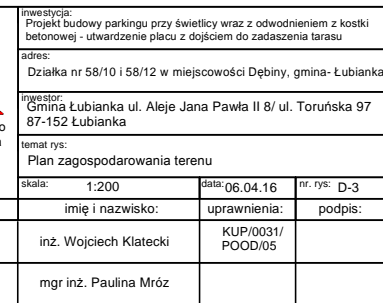 inwestycja:
Projekt budowy parkingu przy świetlicy wraz z odwodnieniem z kostki
betonowej - utwardzenie placu z dojściem do zadaszenia tarasu
adres:
Działka nr 58/10 i 58/12 w miejscowości Dębiny, gmina- Łubianka
inwestor:
Gmina Łubianka ul. Aleje Jana Pawła II 8/ ul. Toruńska 97
87-152 Łubianka
temat rys:
Plan zagospodarowania terenu
skala: 1:200 data: 06.04.16 nr. rys: D-3
imię i nazwisko: uprawnienia: podpis:
inż. Wojciech Klatecki KUP/0031/
POOD/05
mgr inż. Paulina Mróz